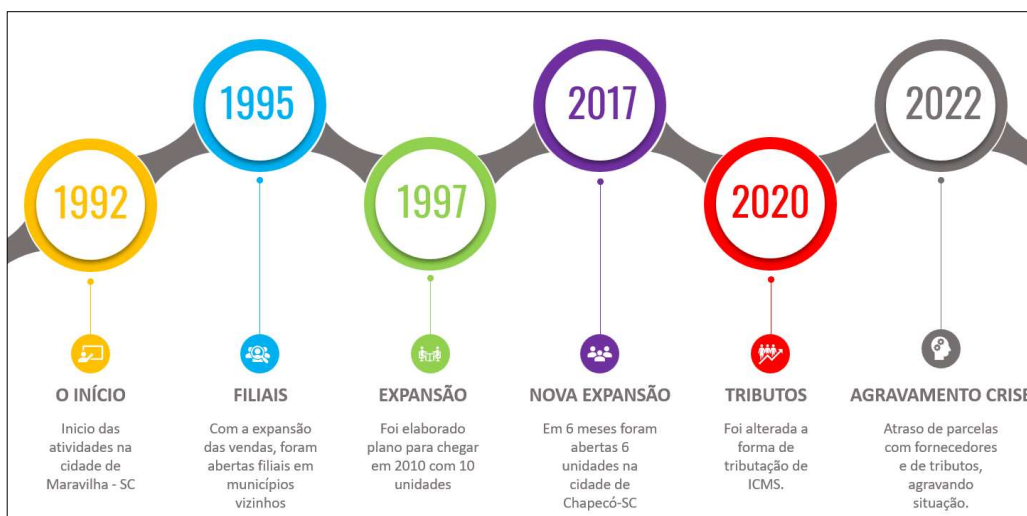 1992
1995
1997
2017
2020
2022
O INÍCIO
Inicio das
atividades na
cidade de
Maravilha - SC
FILIAIS
Com a expansão
das vendas, foram
abertas filiais em
municípios
vizinhos
EXPANSÃO
Foi elaborado
plano para chegar
em 2010 com 10
unidades
NOVA EXPANSÃO
Em 6 meses foram
abertas 6
unidades na
cidade de
Chapecó-SC
TRIBUTOS
Foi alterada a
forma de
tributação de
ICMS.
AGRAVAMENTO CRISE
Atraso de parcelas
com fornecedores
e de tributos,
agravando
situação.